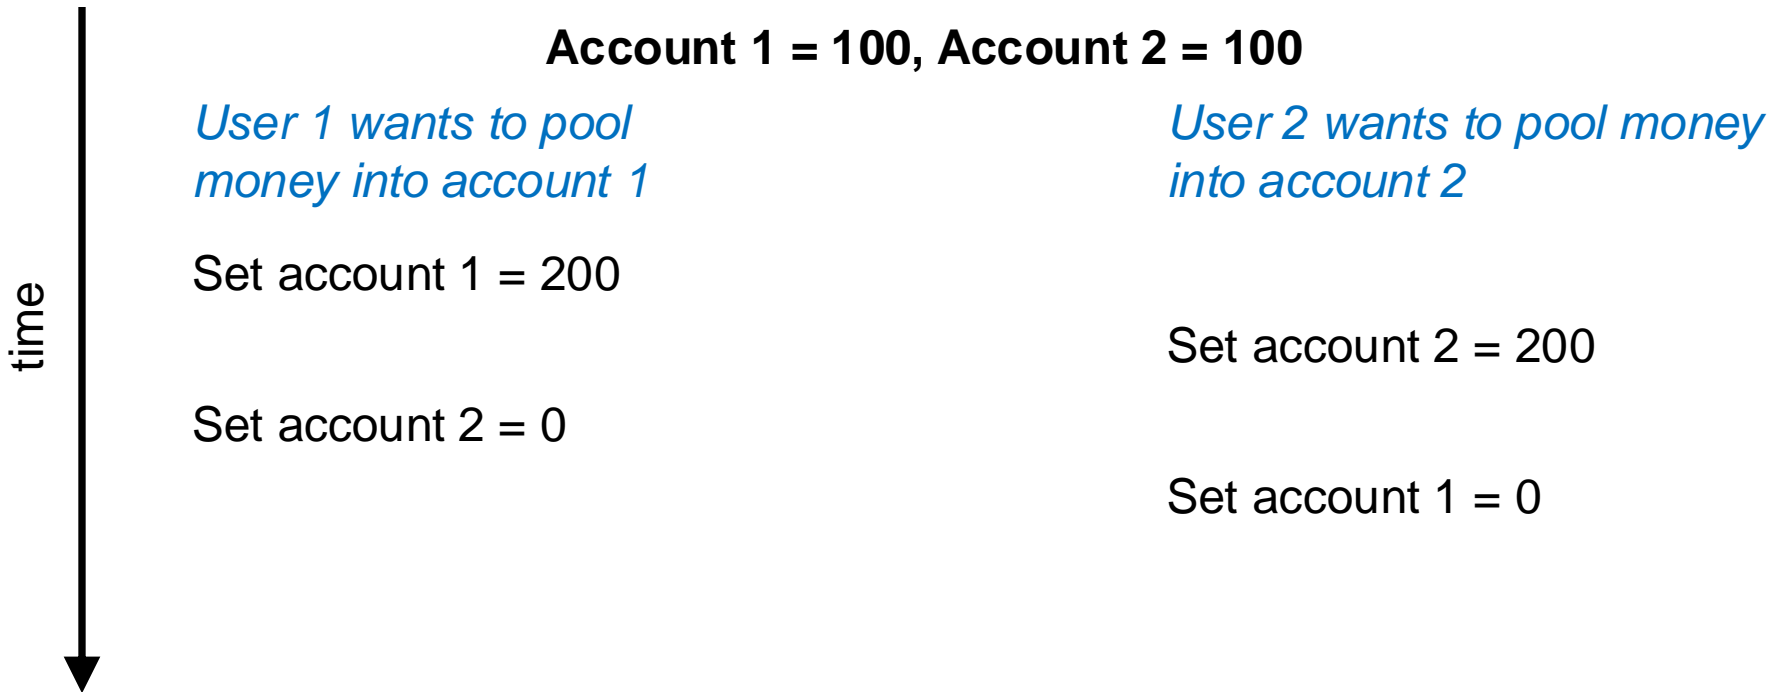 Account 1 = 100, Account 2 = 100
User 1 wants to pool
money into account 1
User 2 wants to pool money
into account 2
Set account 1 = 200
time
Set account 2 = 200
Set account 2 = 0
Set account 1 = 0